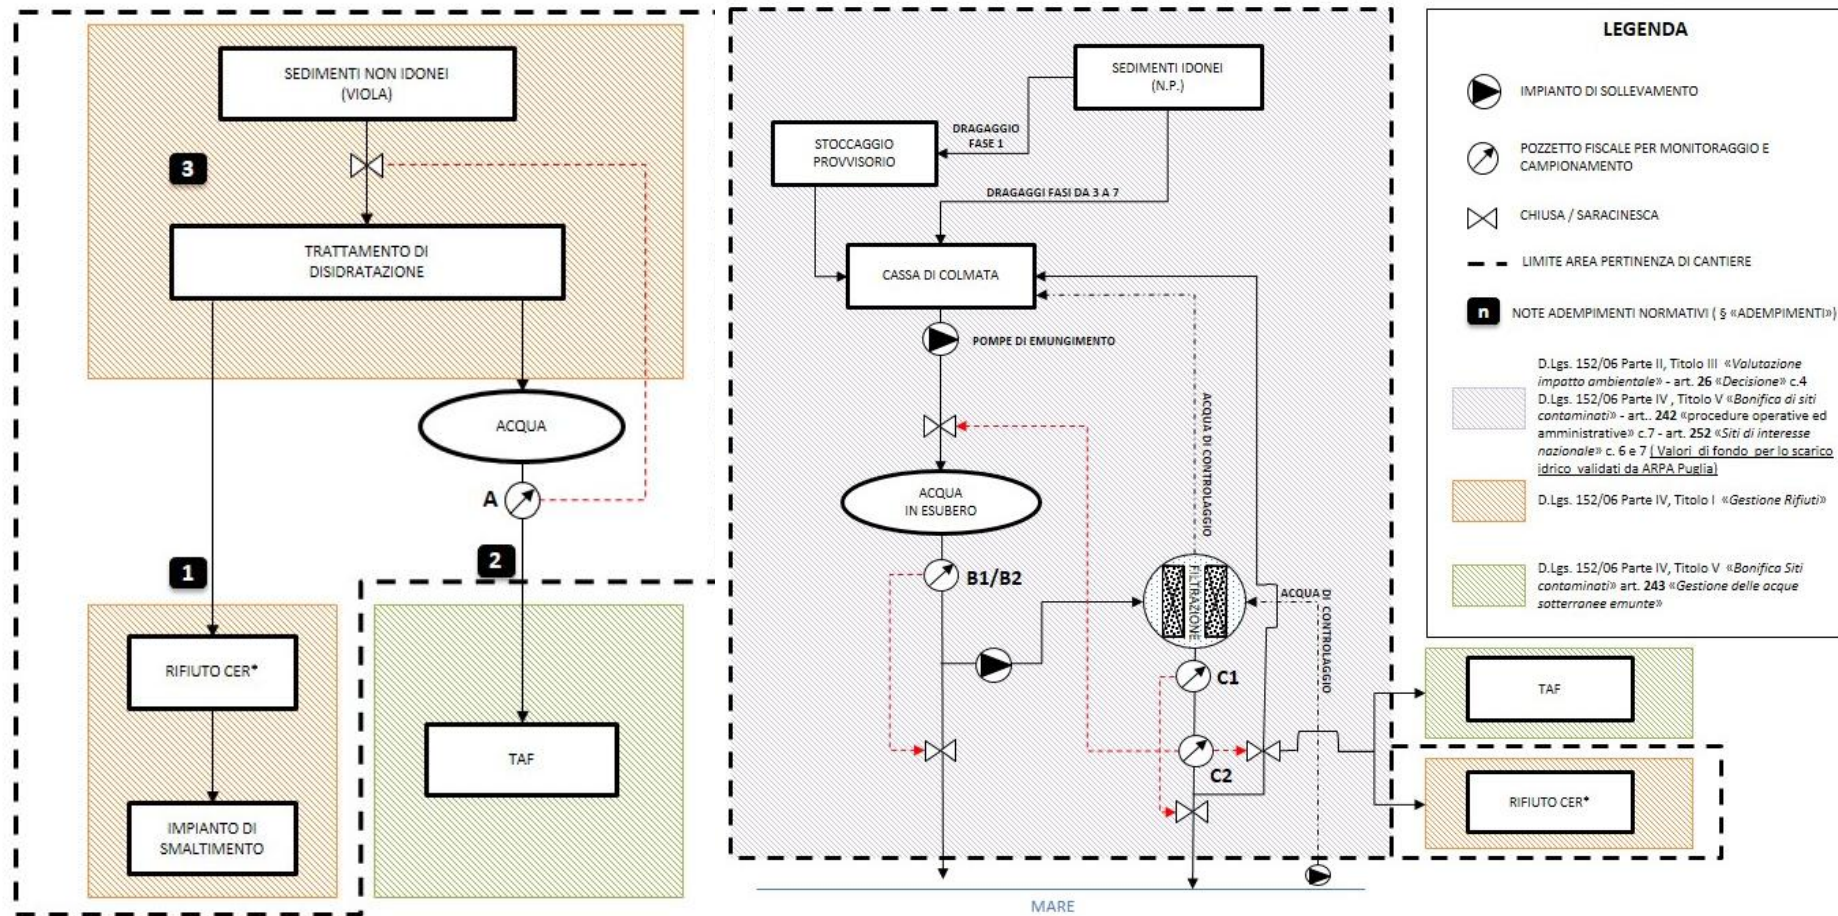 SEDIMENTI NON IDONEI
(VIOLA)
3
TRATTAMENTO DI
DISIDRATAZIONE
ACQUA
A
1
2
RIFIUTO CER*
TAF
IMPIANTO DI
SMALTIMENTO
SEDIMENTI IDONEI
(N.P.)
DRAGAGGIO
FASE 1
STOCCAGGIO
PROVVISORIO
DRAGAGGI FASI DA 3 A 7
CASSA DI COLMATA
POMPE DI EMUNGIMENTO
ACQUA DI CONTROLAGGIO
ACQUA
IN ESUBERO
B1/B2
FILTRAZIONE
ACQUA
DI CONTROLAGGIO
C1
C2
MARE
LEGENDA
IMPIANTO DI SOLLEVAMENTO
POZZETTO FISCALE PER MONITORAGGIO E
CAMPIONAMENTO
CHIUSA / SARACINESCA
LIMITE AREA PERTINENZA DI CANTIERE
n
NOTE ADEMPIMENTI NORMATIVI ( § «ADEMPIMENTI»)
D.Lgs. 152/06 Parte II, Titolo III «Valutazione
impatto ambientale» - art. 26 «Decisione» c.4
D.Lgs. 152/06 Parte IV , Titolo V «Bonifica di siti
contaminati» - art.. 242 «procedure operative ed
amministrative» c.7 - art. 252 «Siti di interesse
nazionale» c. 6 e 7 ( Valori di fondo per lo scarico
idrico validati da ARPA Puglia)
D.Lgs. 152/06 Parte IV, Titolo I «Gestione Rifiuti»
D.Lgs. 152/06 Parte IV, Titolo V «Bonifica Siti
contaminati» art. 243 «Gestione delle acque
sotterranee emunte»
TAF
RIFIUTO CER*